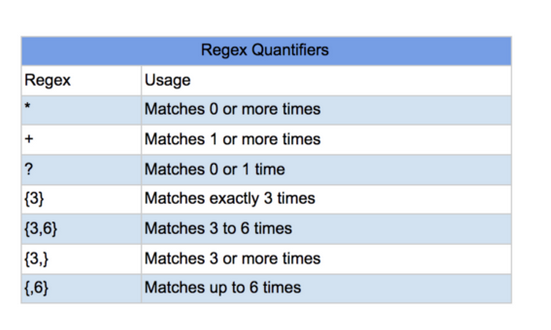 Regex Quantifiers
Regex Usage
* Matches 0 or more times
+ Matches 1 or more times
? Matches 0 or 1 time
{3} Matches exactly 3 times
{3,6} Matches 3 to 6 times
{3,} Matches 3 or more times
{,6} Matches up to 6 times